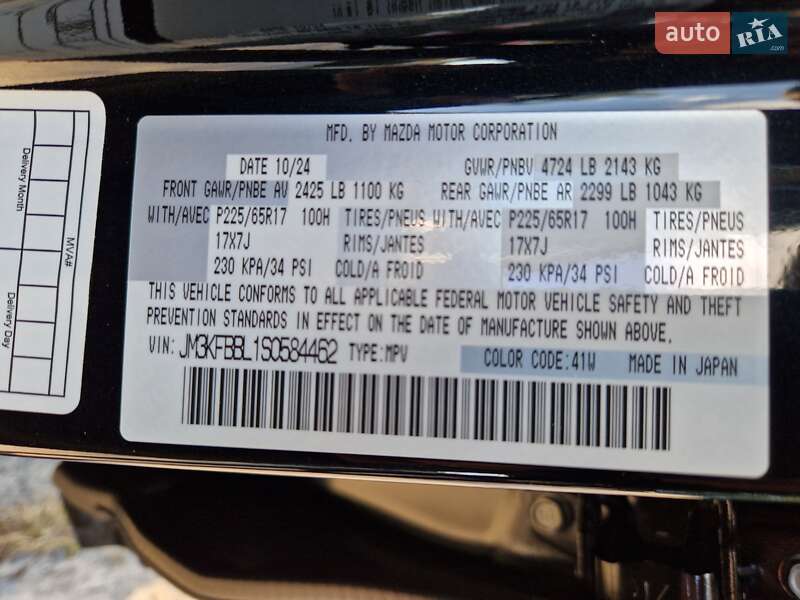 auto RIA
MFD. BY MAZDA MOTOR CORPORATION
DATE 10/24 GVWR/PNBV 4724 LB 2143 KG
FRONT GAWR/PNBE AV 2425 LB 1100 KG REAR GAWR/PNBE AR 2299 LB 1043 KG
WITH/AVEC P225/65R17 100H TIRES/PNEUS WITH/AVEC P225/65R17 100H TIRES/PNEUS
17X7J RIMS/JANTES 17X7J RIMS/JANTES
230 KPA/34 PSI COLD/A FROID 230 KPA/34 PSI COLD/A FROID
THIS VEHICLE CONFORMS TO ALL APPLICABLE FEDERAL MOTOR VEHICLE SAFETY AND THEFT
PREVENTION STANDARDS IN EFFECT ON THE DATE OF MANUFACTURE SHOWN ABOVE.
VIN: JM3KFBBL1S0584462 TYPE:MPV COLOR CODE:41W MADE IN JAPAN
Delivery Month
MVA#
Delivery Day